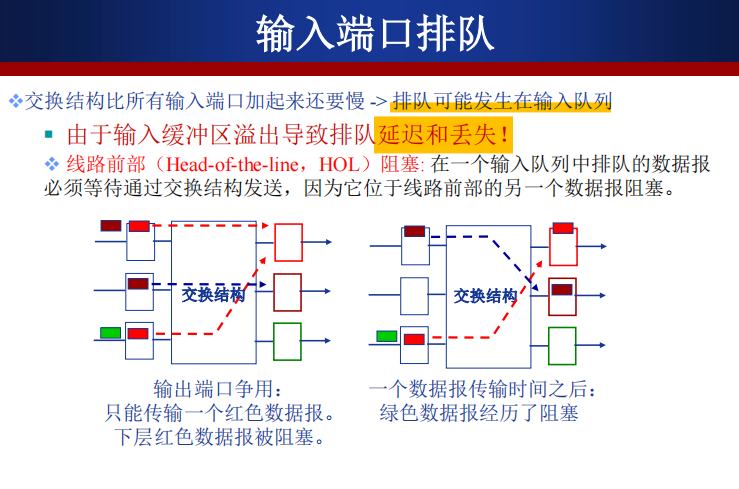 输入端口排队
交换结构比所有输入端口加起来还要慢 -> 排队可能发生在输入队列
由于输入缓冲区溢出导致排队延迟和丢失！
线路前部（Head-of-the-line，HOL）阻塞: 在一个输入队列中排队的数据报
必须等待通过交换结构发送，因为它位于线路前部的另一个数据报阻塞。
交换结构
交换结构
输出端口争用：
只能传输一个红色数据报。
下层红色数据报被阻塞。
一个数据报传输时间之后：
绿色数据报经历了阻塞